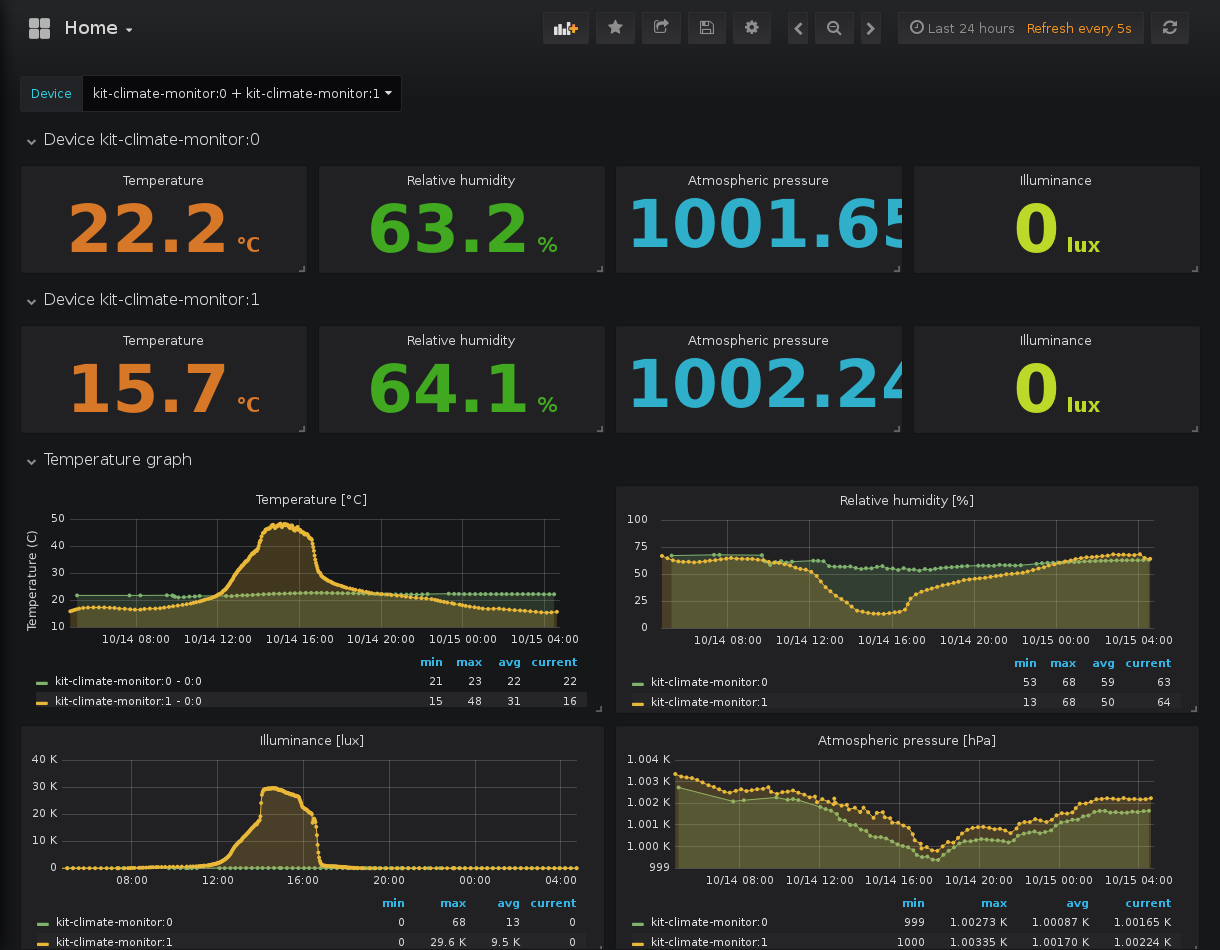 Home
Last 24 hours Refresh every 5s
Device kit-climate-monitor:0 + kit-climate-monitor:1
Device kit-climate-monitor:0
Temperature Relative humidity Atmospheric pressure Illuminance
22.2 °C 63.2 % 1001.65 0 lux
Device kit-climate-monitor:1
Temperature Relative humidity Atmospheric pressure Illuminance
15.7 °C 64.1 % 1002.24 0 lux
Temperature graph
Temperature [°C]
Temperature (C)
50
40
30
20
10
10/14 08:00 10/14 12:00 10/14 16:00 10/14 20:00 10/15 00:00 10/15 04:00
min max avg current
kit-climate-monitor:0 - 0:0 21 23 22 22
kit-climate-monitor:1 - 0:0 15 48 31 16
Relative humidity [%]
100
75
50
25
0
10/14 08:00 10/14 12:00 10/14 16:00 10/14 20:00 10/15 00:00 10/15 04:00
min max avg current
kit-climate-monitor:0 53 68 59 63
kit-climate-monitor:1 13 68 50 64
Illuminance [lux]
40 K
30 K
20 K
10 K
0
08:00 12:00 16:00 20:00 00:00 04:00
min max avg current
kit-climate-monitor:0 0 68 13 0
kit-climate-monitor:1 0 29.6 K 9.5 K 0
Atmospheric pressure [hPa]
1.004 K
1.003 K
1.002 K
1.001 K
1.000 K
999
10/14 08:00 10/14 12:00 10/14 16:00 10/14 20:00 10/15 00:00 10/15 04:00
min max avg current
kit-climate-monitor:0 999 1.00273 K 1.00087 K 1.00165 K
kit-climate-monitor:1 1000 1.00335 K 1.00170 K 1.00224 K